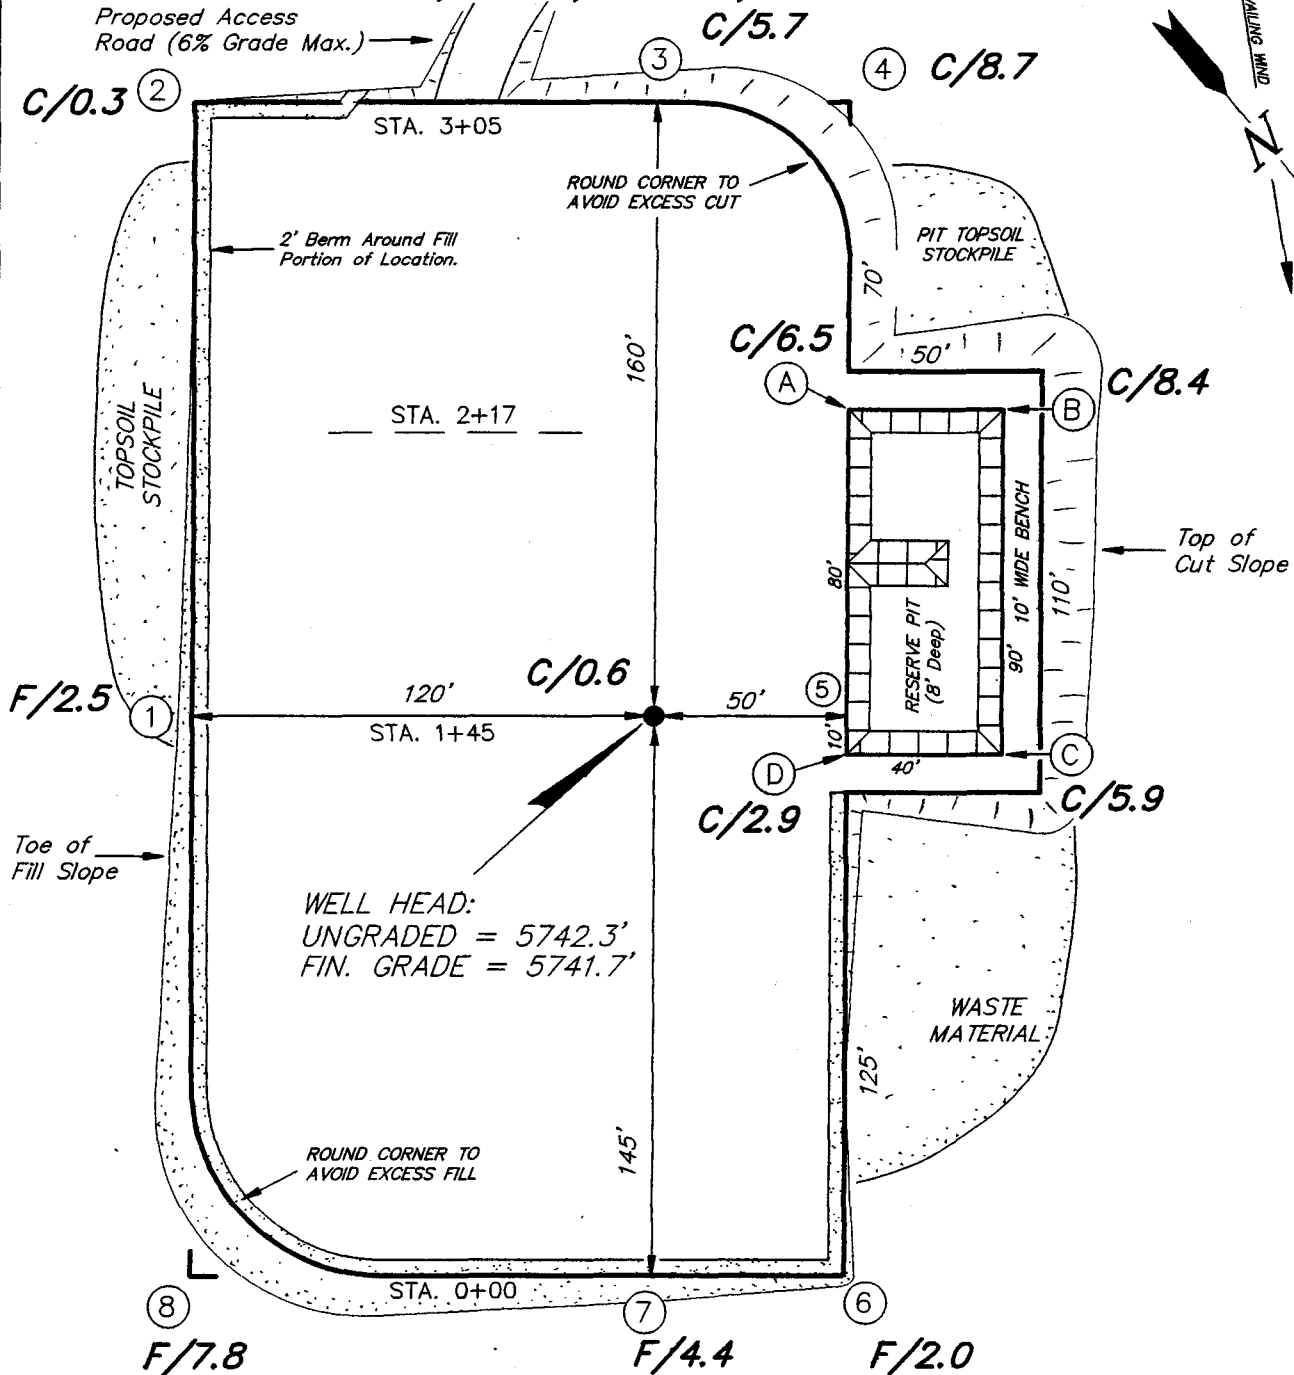 Proposed Access
Road (6% Grade Max.)
C/5.7
3
4
C/8.7
C/0.3
2
STA. 3+05
N
ROUND CORNER TO
AVOID EXCESS CUT
2' Berm Around Fill
Portion of Location.
PIT TOPSOIL
STOCKPILE
70'
160'
C/6.5
50'
A
B
C/8.4
STA. 2+17
TOPSOIL
STOCKPILE
80'
RESERVE PIT
(8' Deep)
10' WIDE BENCH
90'
110'
Top of
Cut Slope
F/2.5
1
120'
STA. 1+45
C/0.6
50'
5
10'
40'
D
C
C/2.9
C/5.9
Toe of
Fill Slope
WELL HEAD:
UNGRADED = 5742.3'
FIN. GRADE = 5741.7'
WASTE
MATERIAL
125'
145'
ROUND CORNER TO
AVOID EXCESS FILL
STA. 0+00
8
7
6
F/7.8
F/4.4
F/2.0